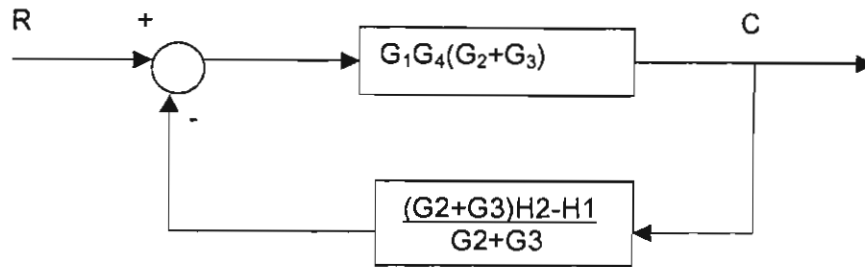 R + C
G₁G₄(G₂+G₃)
-
(G2+G3)H2-H1
G2+G3